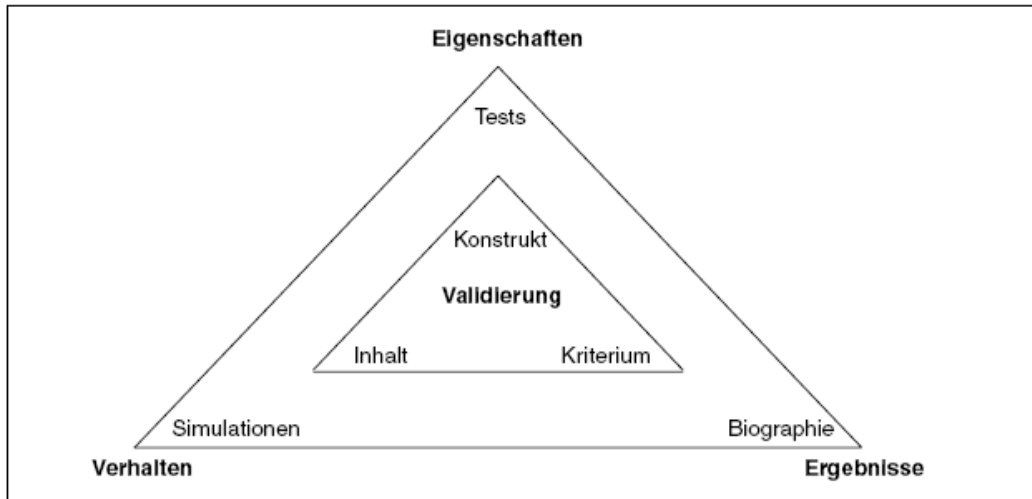 Eigenschaften
Tests
Konstrukt
Validierung
Inhalt Kriterium
Simulationen Biographie
Verhalten Ergebnisse